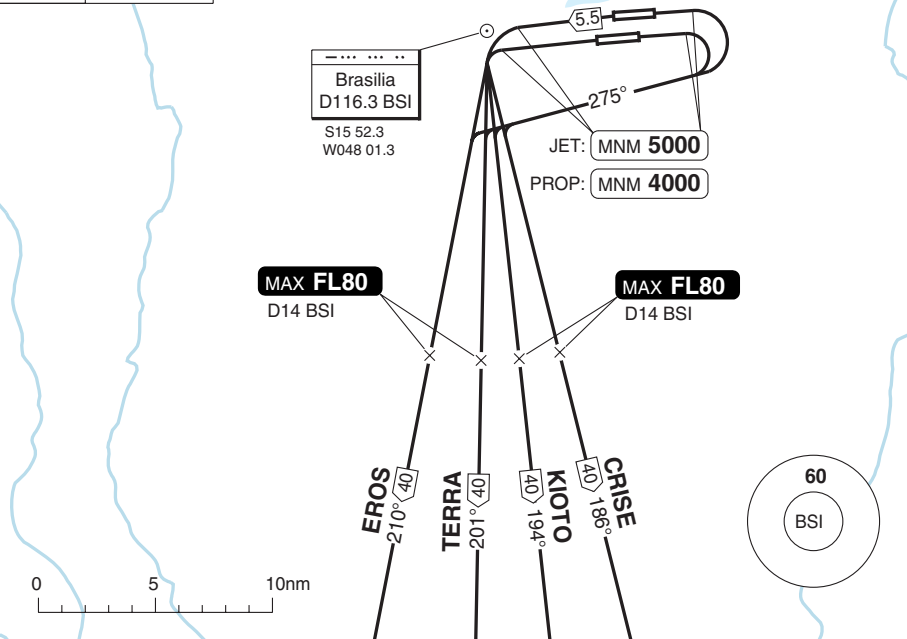 5.5
Brasilia
D116.3 BSI
S15 52.3
W048 01.3
275°
JET: MNM 5000
PROP: MNM 4000
MAX FL80
D14 BSI
MAX FL80
D14 BSI
EROS
210°
40
TERRA
201°
40
KIOTO
194°
40
CRISE
186°
40
60
BSI
0 5 10nm